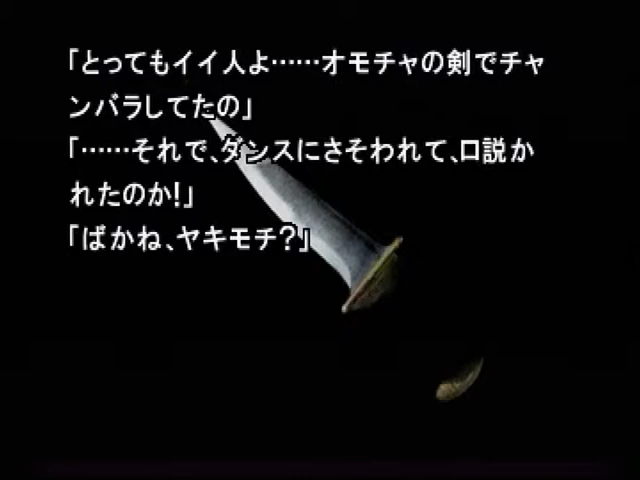 「とってもイイ人よ……オモチャの剣でチャ
ンバラしてたの」
「……それで、ダンスにさそわれて、口説か
れたのか!」
「ばかね、ヤキモチ?」